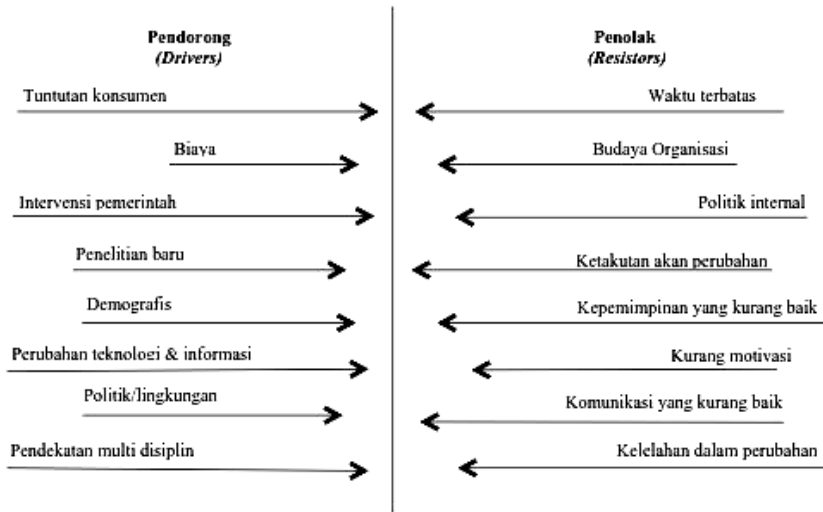 Pendorong
(Drivers)
Penolak
(Resistors)
Tuntutan konsumen
Waktu terbatas
Biaya
Budaya Organisasi
Intervensi pemerintah
Politik internal
Penelitian baru
Ketakutan akan perubahan
Demografis
Kepemimpinan yang kurang baik
Perubahan teknologi & informasi
Kurang motivasi
Politik/lingkungan
Komunikasi yang kurang baik
Pendekatan multi disiplin
Kelelahan dalam perubahan